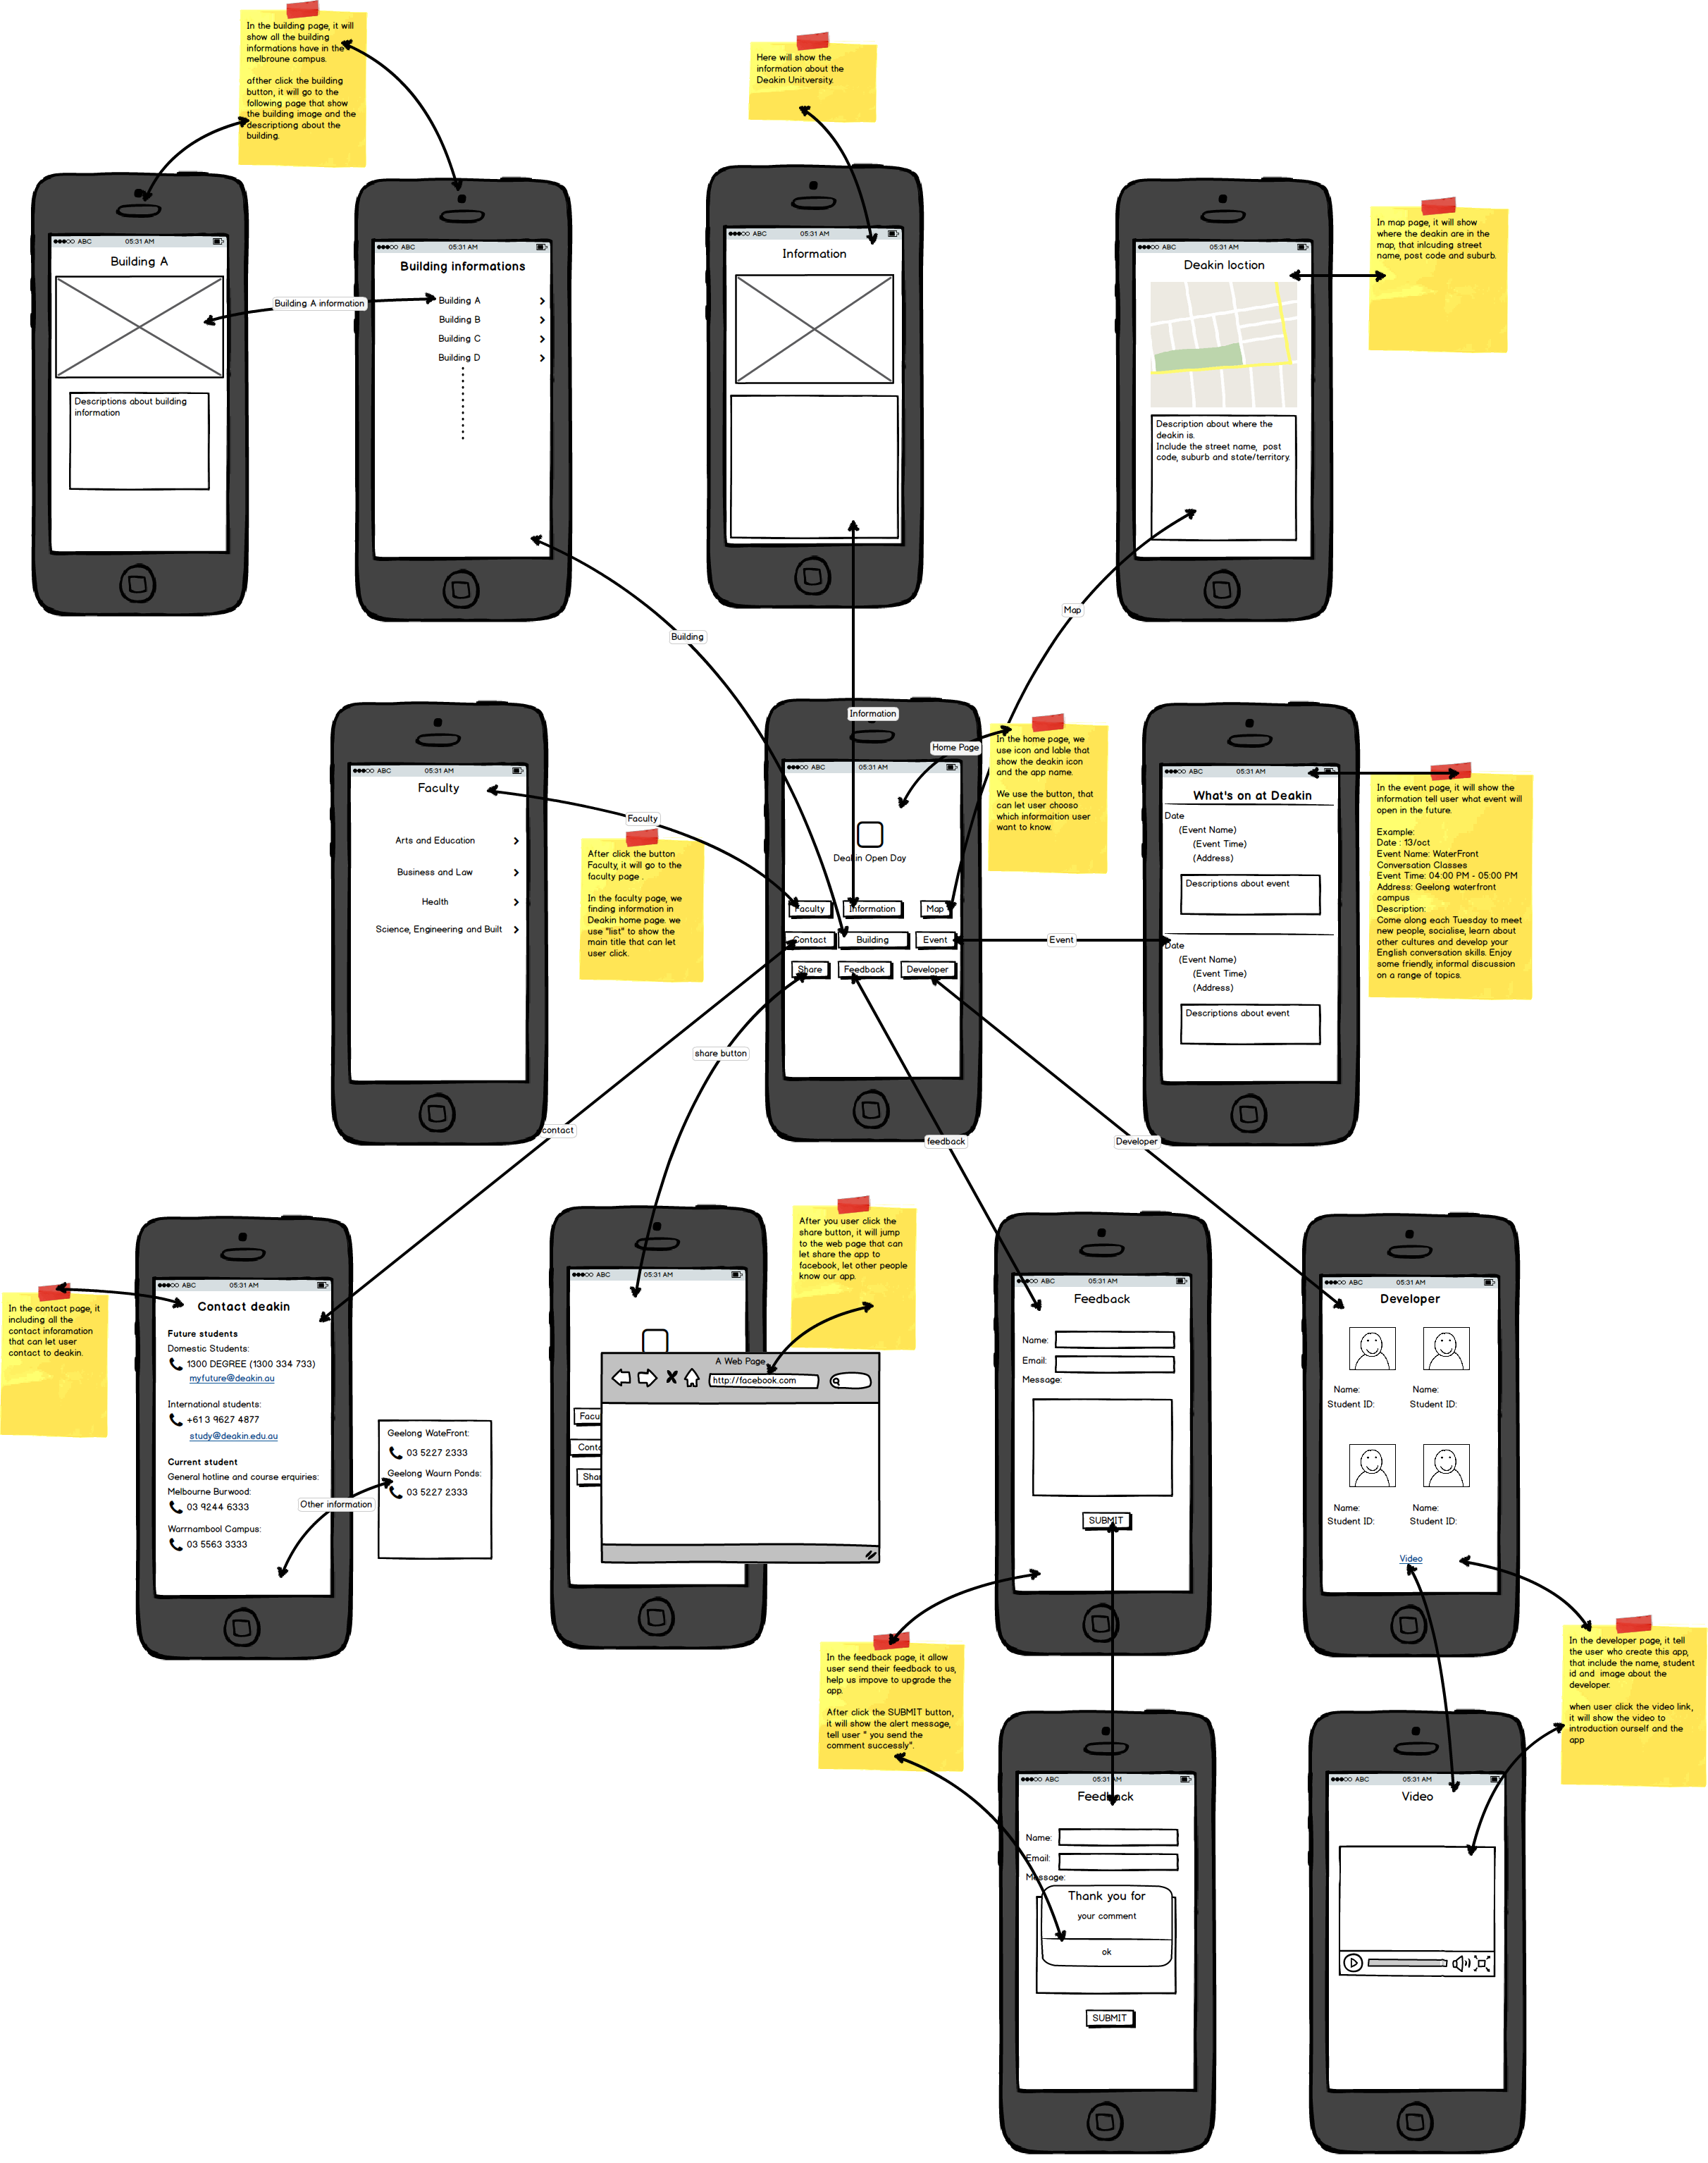 In the building page, it will
show all the building
informations have in the
melbroune campus.
afther click the building
button, it will go to the
following page that show
the building image and the
descriptiong about the
building.
Here will show the
information about the
Deakin Unitversity.
ABC 05:31 AM
Building A
Descriptions about building
information
Building A information
ABC 05:31 AM
Building informations
Building A
Building B
Building C
Building D
ABC 05:31 AM
Information
ABC 05:31 AM
Deakin loction
Description about where the
deakin is.
Include the street name, post
code, suburb and state/territory.
In map page, it will show
where the deakin are in the
map, that inlcuding street
name, post code and suburb.
Building
Information
Map
Home Page
ABC 05:31 AM
Faculty
Arts and Education
Business and Law
Health
Science, Engineering and Built
Faculty
After click the button
Faculty, it will go to the
faculty page .
In the faculty page, we
finding information in
Deakin home page. we
use "list" to show the
main title that can let
user click.
ABC 05:31 AM
Deakin Open Day
Faculty Information Map
Contact Building Event
Share Feedback Developer
In the home page, we
use icon and lable that
show the deakin icon
and the app name.
We use the button, that
can let user chooso
which informaition user
want to know.
Event
ABC 05:31 AM
What's on at Deakin
Date
(Event Name)
(Event Time)
(Address)
Descriptions about event
Date
(Event Name)
(Event Time)
(Address)
Descriptions about event
In the event page, it will show the
information tell user what event will
open in the future.
Example:
Date : 13/oct
Event Name: WaterFront
Conversation Classes
Event Time: 04:00 PM - 05:00 PM
Address: Geelong waterfront
campus
Description:
Come along each Tuesday to meet
new people, socialise, learn about
other cultures and develop your
English conversation skills. Enjoy
some friendly, informal discussion
on a range of topics.
share button
contact
feedback
Developer
In the contact page, it
including all the
contact inforamation
that can let user
contact to deakin.
ABC 05:31 AM
Contact deakin
Future students
Domestic Students:
1300 DEGREE (1300 334 733)
myfuture@deakin.au
International students:
+61 3 9627 4877
study@deakin.edu.au
Current student
General hotline and course erquiries:
Melbourne Burwood:
03 9244 6333
Warrnambool Campus:
03 5563 3333
Other information
Geelong WateFront:
03 5227 2333
Geelong Waurn Ponds:
03 5227 2333
ABC 05:31 AM
Facu
Conta
Shar
A Web Page
http://facebook.com
After you user click the
share button, it will jump
to the web page that can
let share the app to
facebook, let other people
know our app.
ABC 05:31 AM
Feedback
Name:
Email:
Message:
SUBMIT
ABC 05:31 AM
Developer
Name: Name:
Student ID: Student ID:
Name: Name:
Student ID: Student ID:
Video
In the feedback page, it allow
user send their feedback to us,
help us impove to upgrade the
app.
After click the SUBMIT button,
it will show the alert message,
tell user " you send the
comment successly".
In the developer page, it tell
the user who create this app,
that include the name, student
id and image about the
developer.
when user click the video link,
it will show the video to
introduction ourself and the
app
ABC 05:31 AM
Feedback
Name:
Email:
Message:
Thank you for
your comment
ok
SUBMIT
ABC 05:31 AM
Video